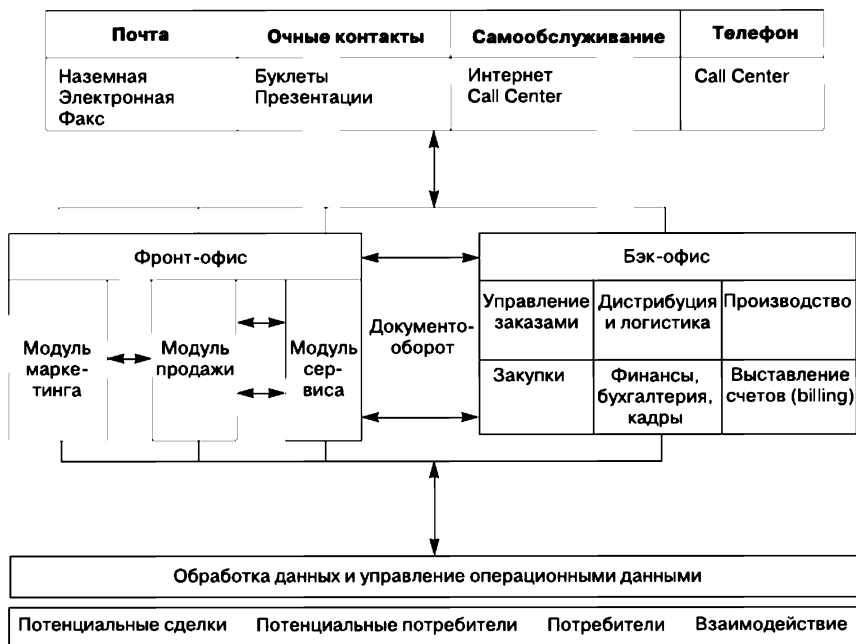 Почта Очные контакты Самообслуживание Телефон
Наземная
Электронная
Факс
Буклеты
Презентации
Интернет
Call Center
Call Center
Фронт-офис
Модуль
марке-
тинга
Модуль
продажи
Модуль
сер-
виса
Документо-
оборот
Бэк-офис
Управление
заказами
Дистрибуция
и логистика
Производство
Закупки
Финансы,
бухгалтерия,
кадры
Выставление
счетов (billing)
Обработка данных и управление операционными данными
Потенциальные сделки Потенциальные потребители Потребители Взаимодействие